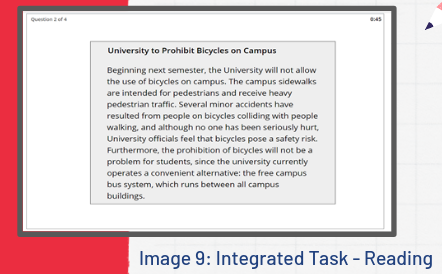 Question 2 of 4
0:45
University to Prohibit Bicycles on Campus
Beginning next semester, the University will not allow
the use of bicycles on campus. The campus sidewalks
are intended for pedestrians and receive heavy
pedestrian traffic. Several minor accidents have
resulted from people on bicycles colliding with people
walking, and although no one has been seriously hurt,
University officials feel that bicycles pose a safety risk.
Furthermore, the prohibition of bicycles will not be a
problem for students, since the university currently
operates a convenient alternative: the free campus
bus system, which runs between all campus
buildings.
Image 9: Integrated Task - Reading